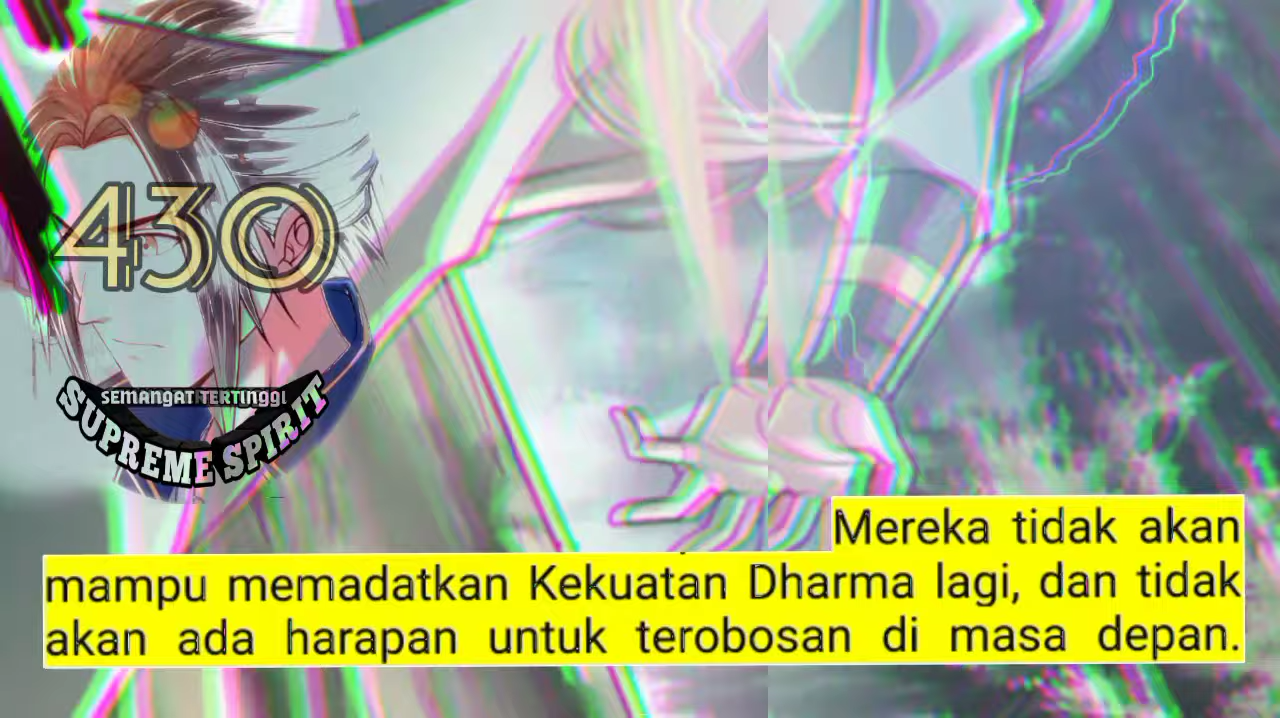 430
SEMANGAT TERTINGGI
SUPREME SPIRIT
Mereka tidak akan
mampu memadatkan Kekuatan Dharma lagi, dan tidak
akan ada harapan untuk terobosan di masa depan.